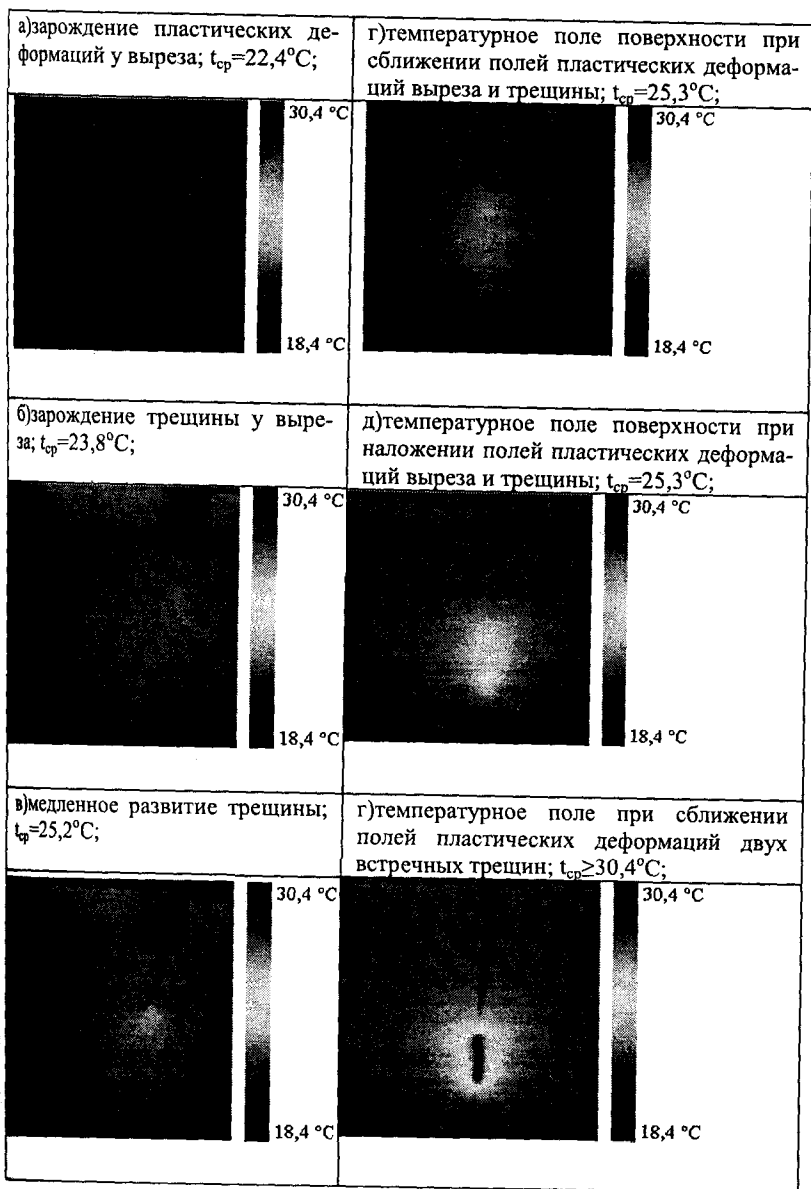 а)зарождение пластических де-
формаций у выреза; tср=22,4°С;
30,4 °C
18,4 °C
г)температурное поле поверхности при
сближении полей пластических деформа-
ций выреза и трещины; tср=25,3°С;
30,4 °C
18,4 °C
б)зарождение трещины у выре-
за; tср=23,8°С;
30,4 °C
18,4 °C
д)температурное поле поверхности при
наложении полей пластических деформа-
ций выреза и трещины; tср=25,3°С;
30,4 °C
18,4 °C
в)медленное развитие трещины;
tср=25,2°С;
30,4 °C
18,4 °C
г)температурное поле при сближении
полей пластических деформаций двух
встречных трещин; tср≥30,4°С;
30,4 °C
18,4 °C